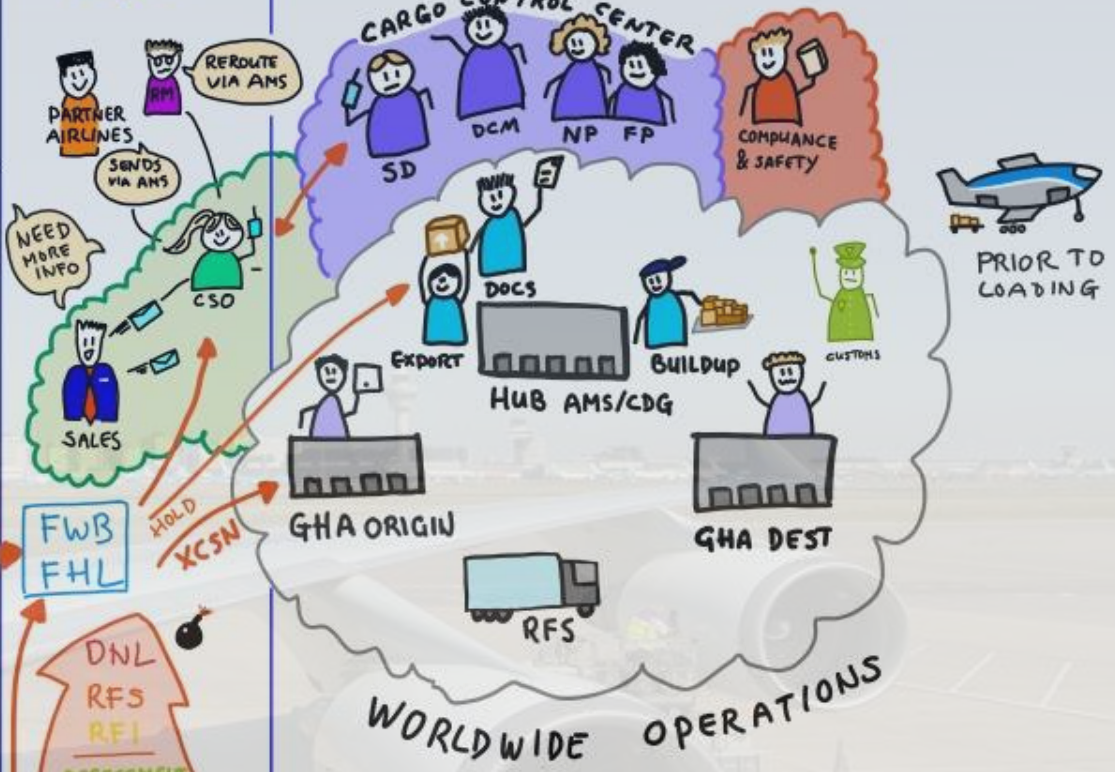 CARGO CONTROL CENTER
REROUTE
VIA AMS
RM
PARTNER
AIRLINES
SENDS
VIA AMS
NEED
MORE
INFO
CSO
SALES
SD
DCM
NP
FP
COMPLIANCE
& SAFETY
PRIOR TO
LOADING
DOCS
EXPORT
BUILDUP
CUSTOMS
HUB AMS/CDG
GHA ORIGIN
GHA DEST
RFS
WORLDWIDE OPERATIONS
FWB
FHL
HOLD
XCSN
DNL
RFS
RFI